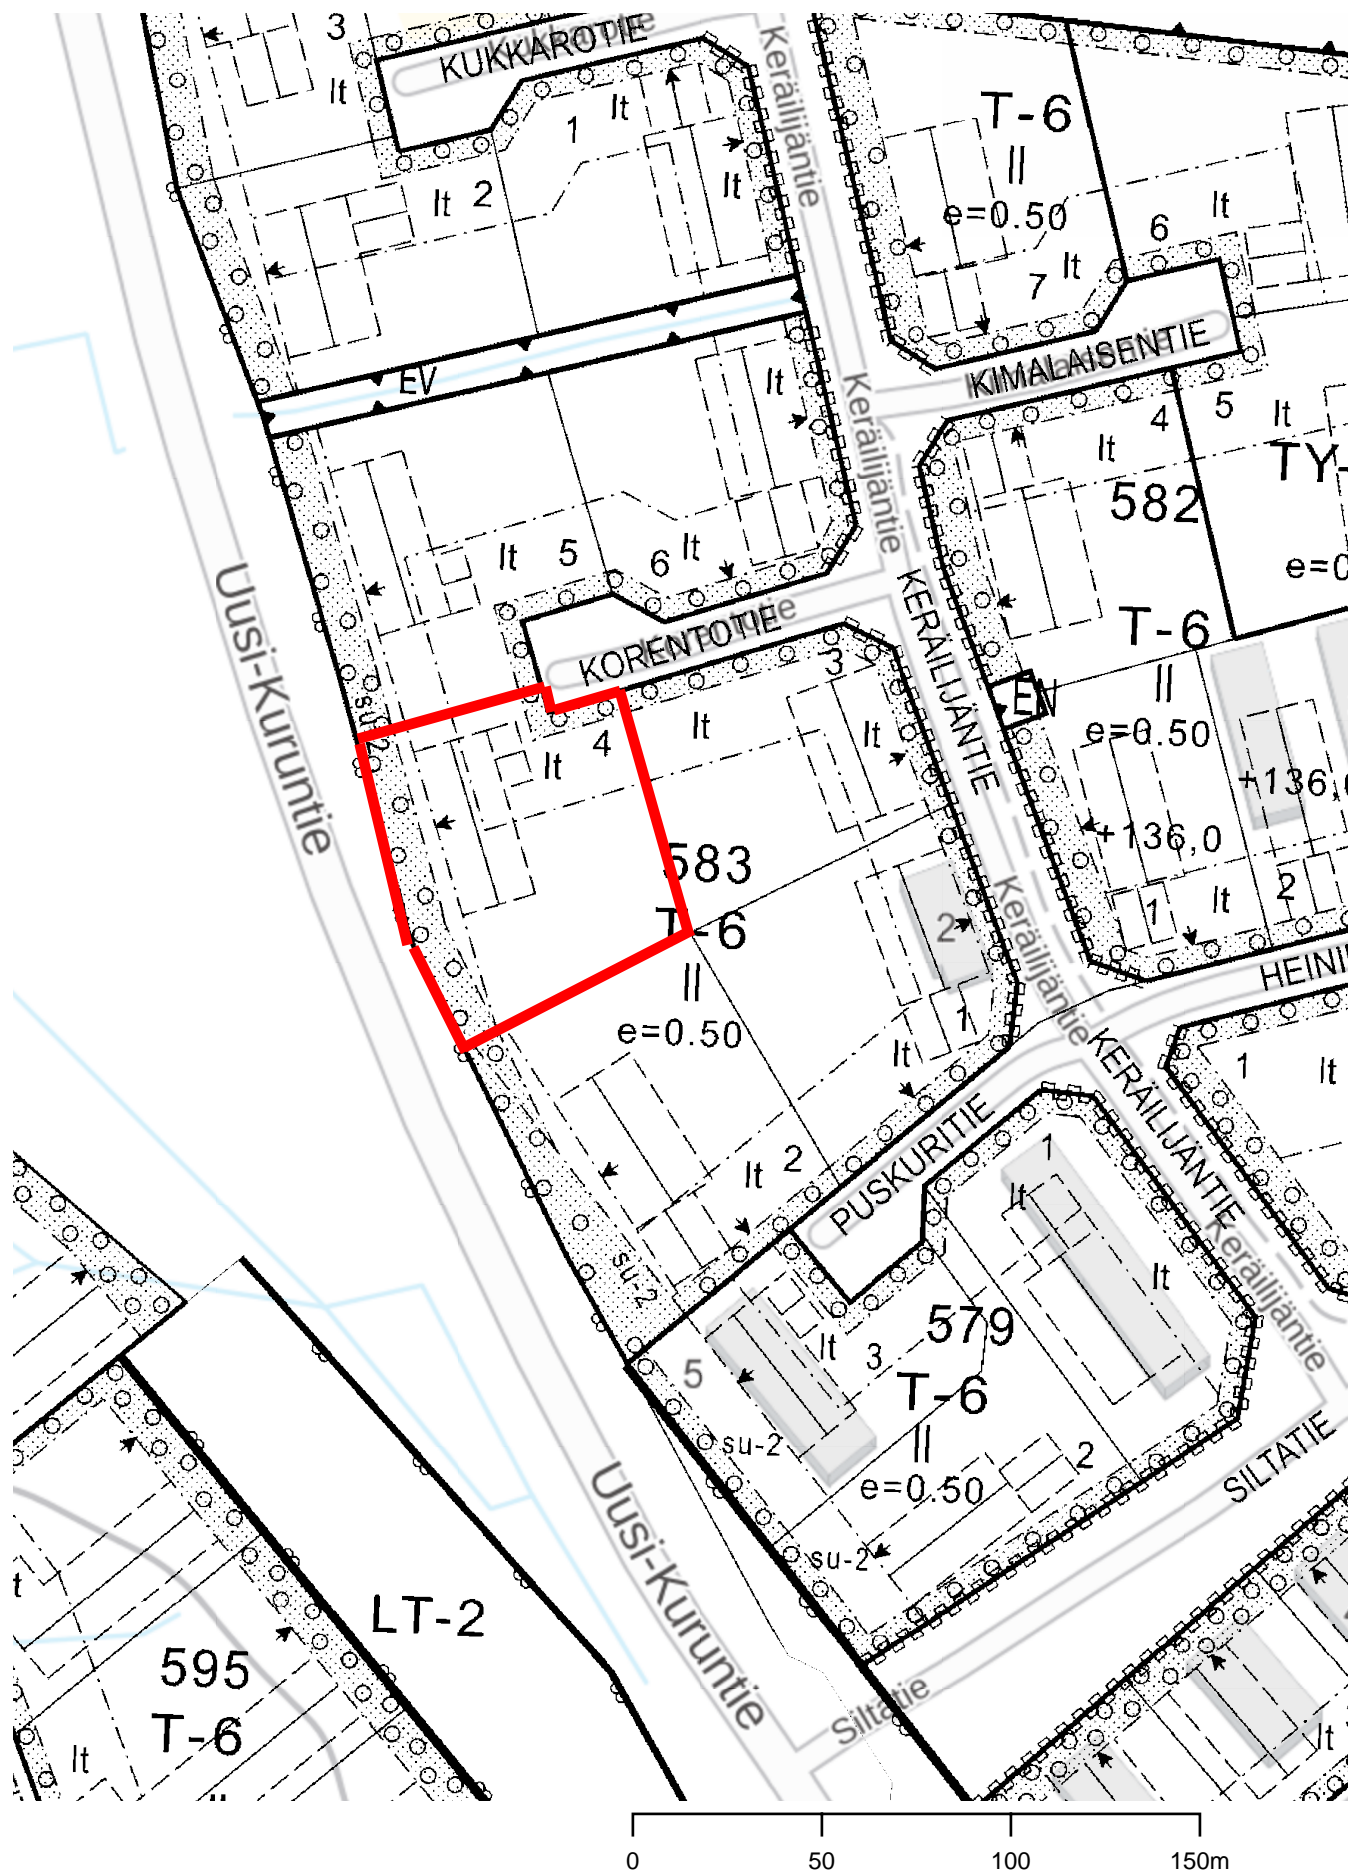 3
KUKKAROTIE
Keräilijäntie
lt
lt
1
T-6
II
e=0.50
lt
lt
2
6
lt
lt
7
KIMALAISENTIE
EV
lt
Keräilijäntie
4
5
lt
lt
TY-
582
e=0
lt
5
6
lt
Uusi-Kuruntie
KORENTOTIE
KERÄILIJÄNTIE
T-6
II
e=0.50
EN
3
su-2
4
lt
lt
lt
+136,0
+136,0
583
T-6
II
e=0.50
2
1
lt
2
1
lt
Keräilijäntie
HEINI
KERÄILIJÄNTIE
1
lt
lt
2
PUSKURITIE
1
lt
lt
Keräilijäntie
su-2
579
T-6
II
e=0.50
lt
3
5
su-2
2
su-2
SILTATIE
Uusi-Kuruntie
LT-2
595
T-6
II
lt
t
Siltatie
lt
0
50
100
150m